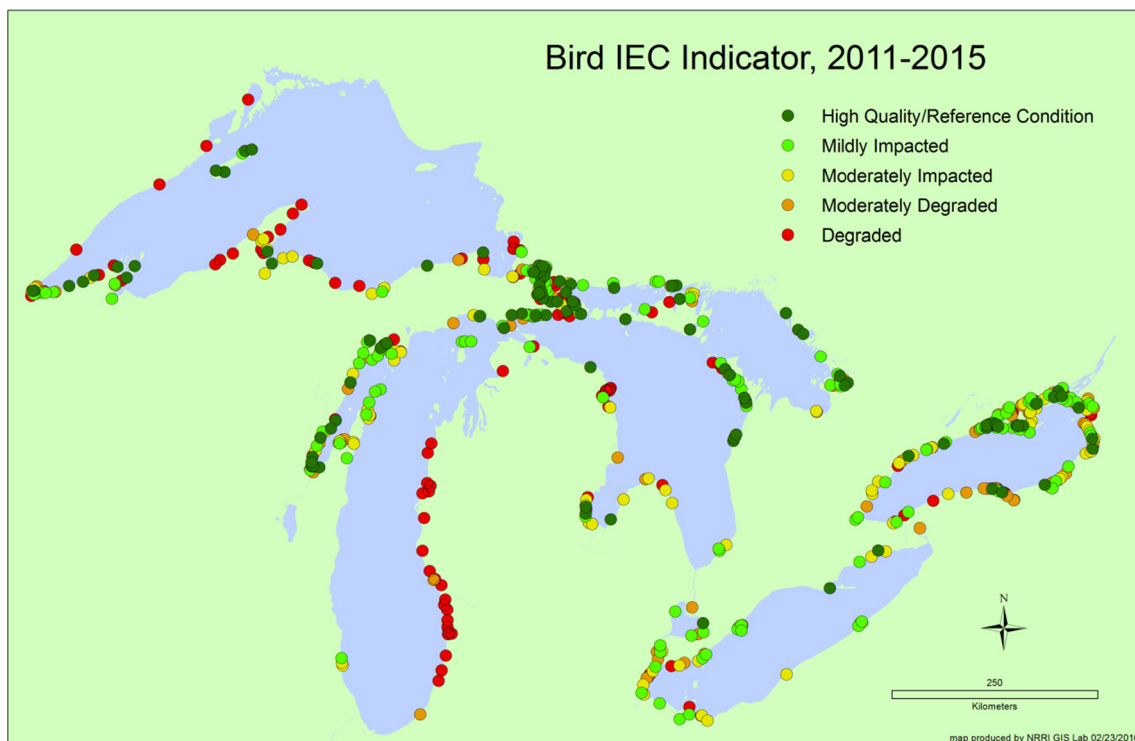 Bird IEC Indicator, 2011-2015
High Quality/Reference Condition
Mildly Impacted
Moderately Impacted
Moderately Degraded
Degraded
N
250
Kilometers
map produced by NRRI GIS Lab 02/23/2016